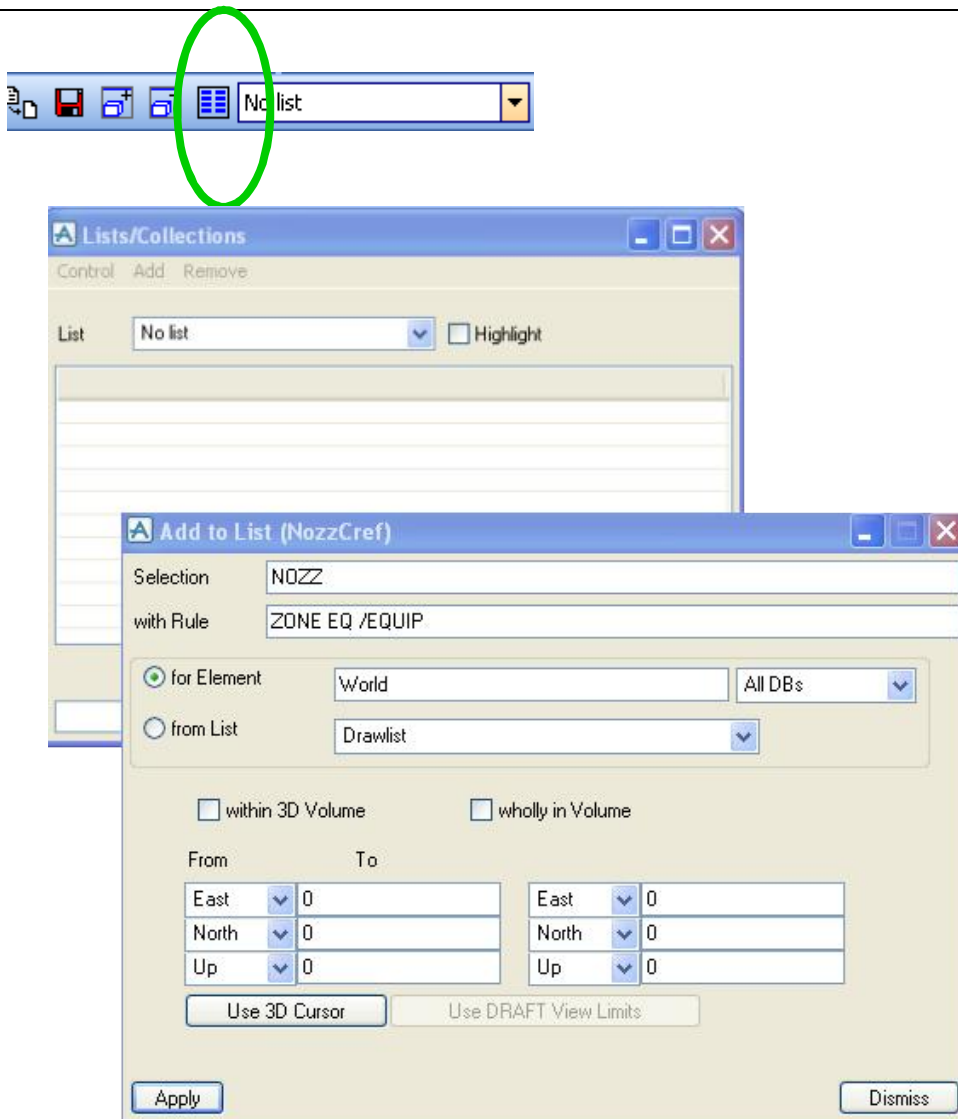 No list
Lists/Collections
Control Add Remove
List No list Highlight
Add to List (NozzCref)
Selection NOZZ
with Rule ZONE EQ /EQUIP
for Element World All DBs
from List Drawlist
within 3D Volume wholly in Volume
From To
East 0 East 0
North 0 North 0
Up 0 Up 0
Use 3D Cursor Use DRAFT View Limits
Apply Dismiss